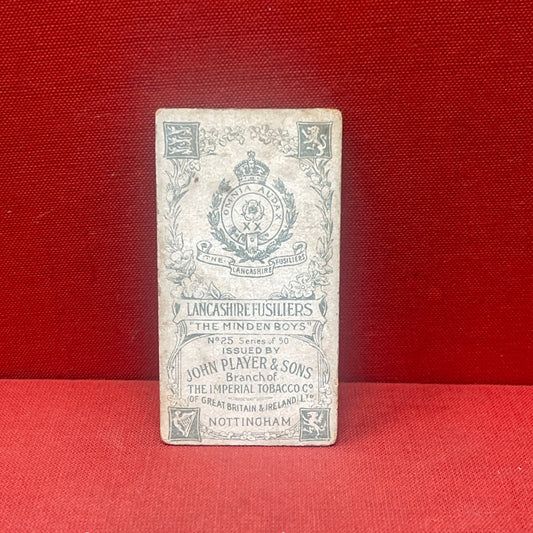 OMNIA AUDAX
XX
THE LANCASHIRE FUSILIERS
LANCASHIRE FUSILIERS
"THE MINDEN BOYS"
Nº 25 Series of 50
ISSUED BY
JOHN PLAYER & SONS
Branch of
THE IMPERIAL TOBACCO Cº
(OF GREAT BRITAIN & IRELAND) LTD
NOTTINGHAM